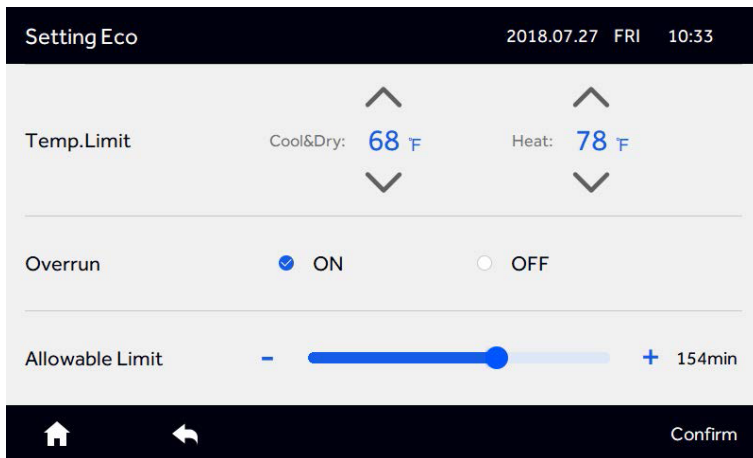 Setting Eco 2018.07.27 FRI 10:33
Temp.Limit Cool&Dry: 68 °F Heat: 78 °F
Overrun ON OFF
Allowable Limit - + 154min
Confirm